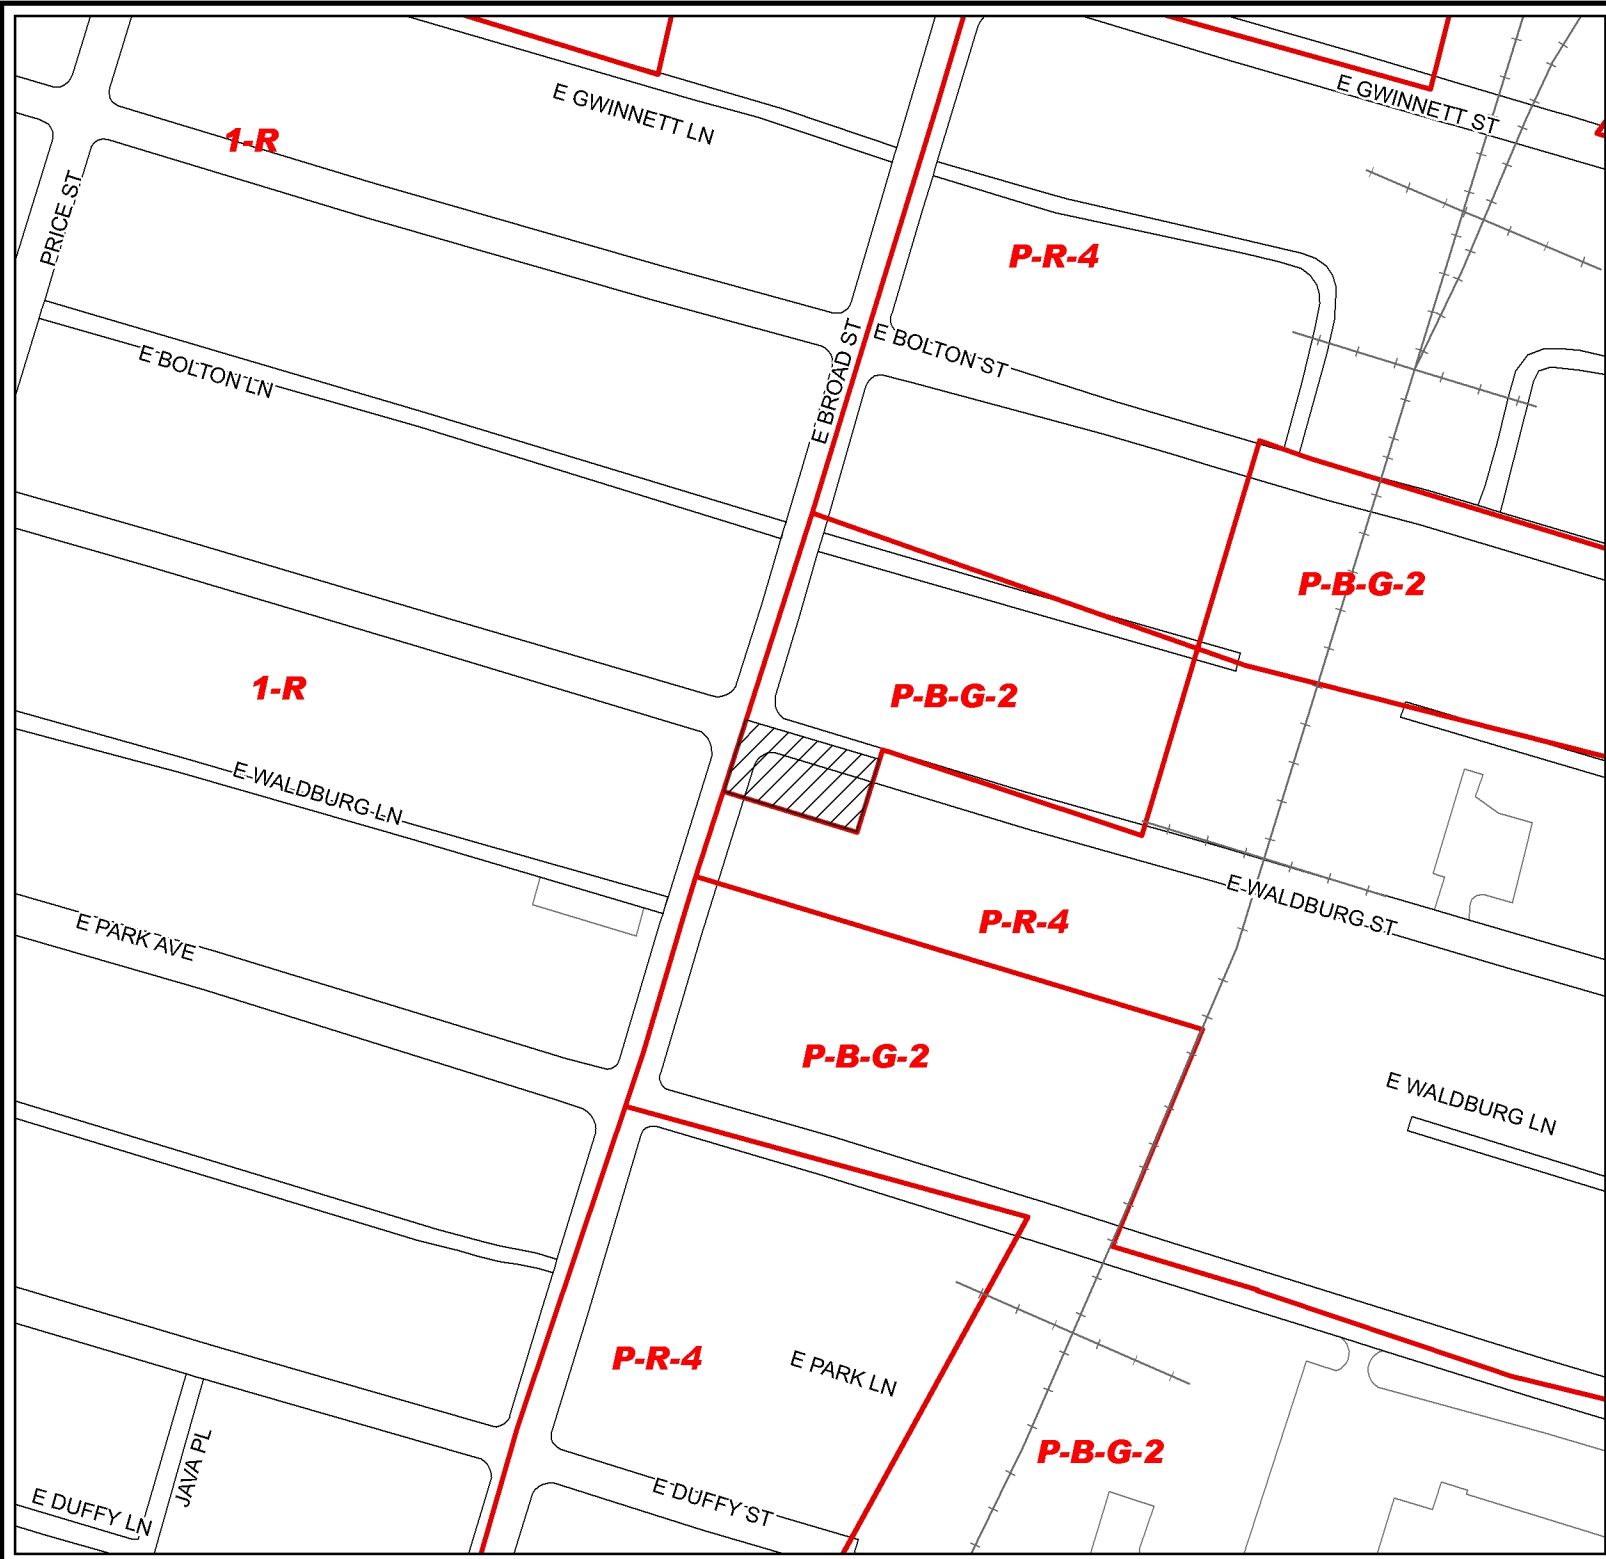 E GWINNETT LN
E GWINNETT ST
1-R
PRICE ST
P-R-4
E BOLTON LN
E BROAD ST
E BOLTON ST
P-B-G-2
1-R
P-B-G-2
E WALDBURG LN
E WALDBURG ST
E PARK AVE
P-R-4
P-B-G-2
E WALDBURG LN
P-R-4
E PARK LN
P-B-G-2
JAVA PL
E DUFFY LN
E DUFFY ST